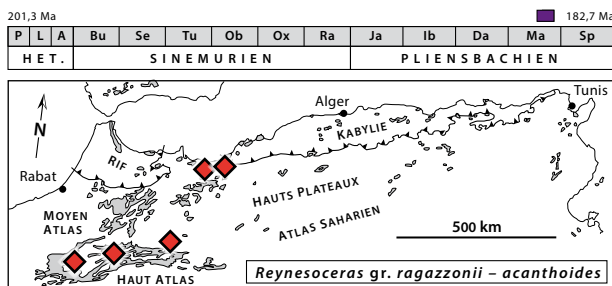 201,3 Ma 182,7 Ma
P L A Bu Se Tu Ob Ox Ra Ja Ib Da Ma Sp
HET. SINEMURIEN PLIENSBACHIEN
Tunis
Alger
KABYLIE
N
RIF
Rabat
HAUTS PLATEAUX
MOYEN
ATLAS
ATLAS SAHARIEN
500 km
HAUT ATLAS
Reynesoceras gr. ragazzonii – acanthoides